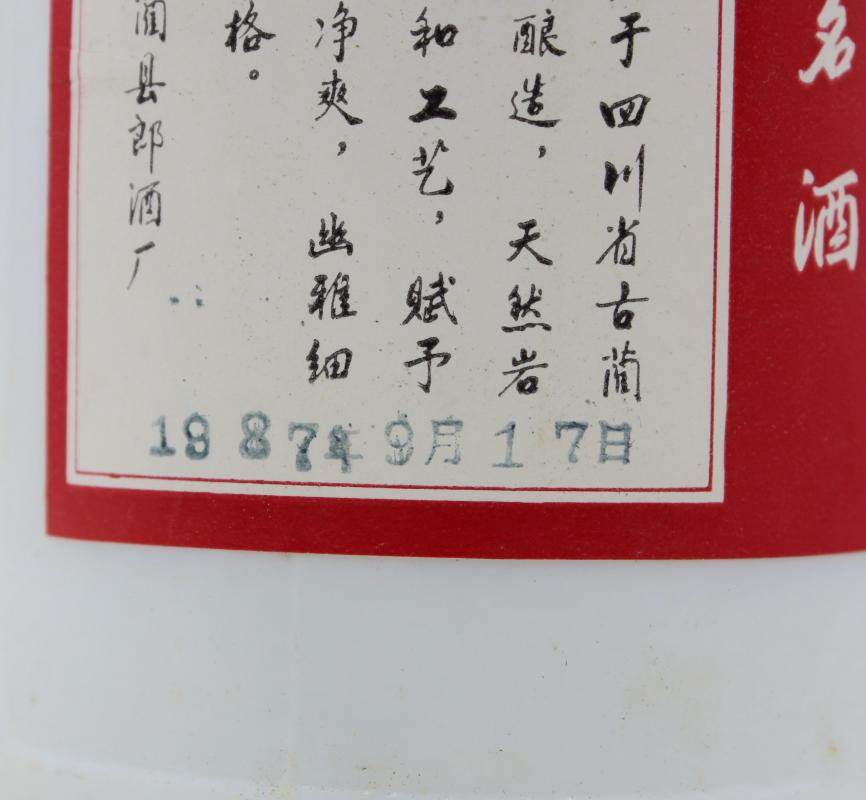 名酒
于四川省古蔺
酿造，天然岩
和工艺，赋予
净爽，幽雅细
格。
蔺县郎酒厂
1987年9月17日